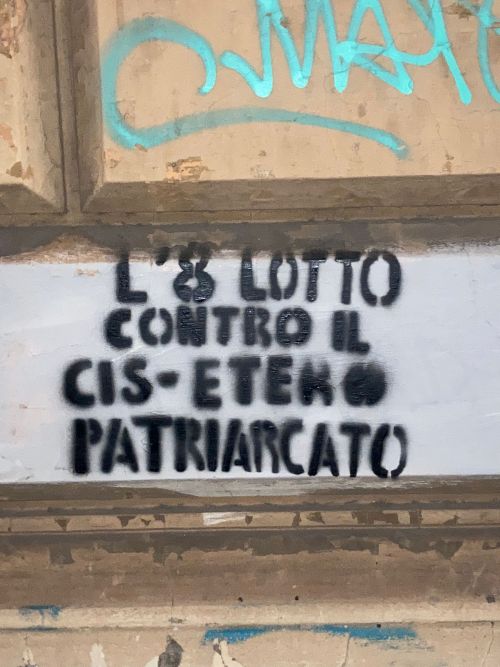 L'8 LOTTO
CONTRO IL
CIS-ETERO
PATRIARCATO